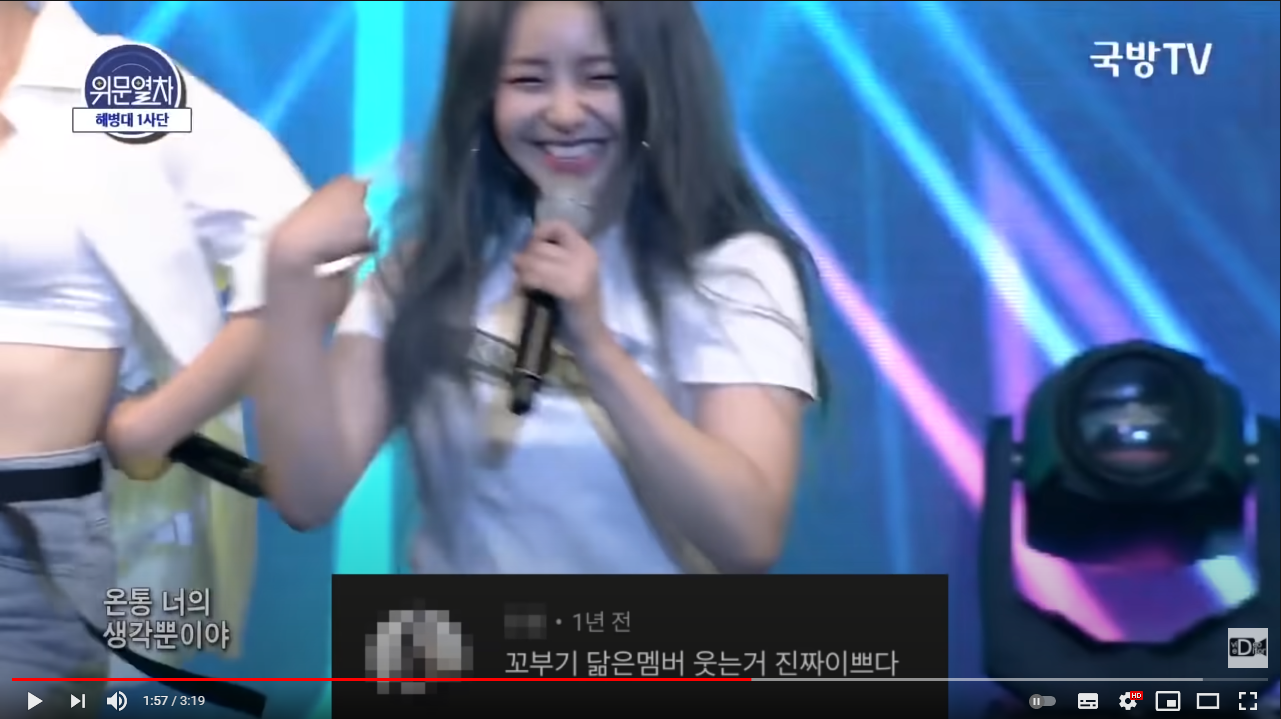 위문열차
해병대 1사단
국방TV
온통 너의
생각뿐이야
• 1년 전
꼬부기 닮은멤버 웃는거 진짜이쁘다
1:57 / 3:19
HD